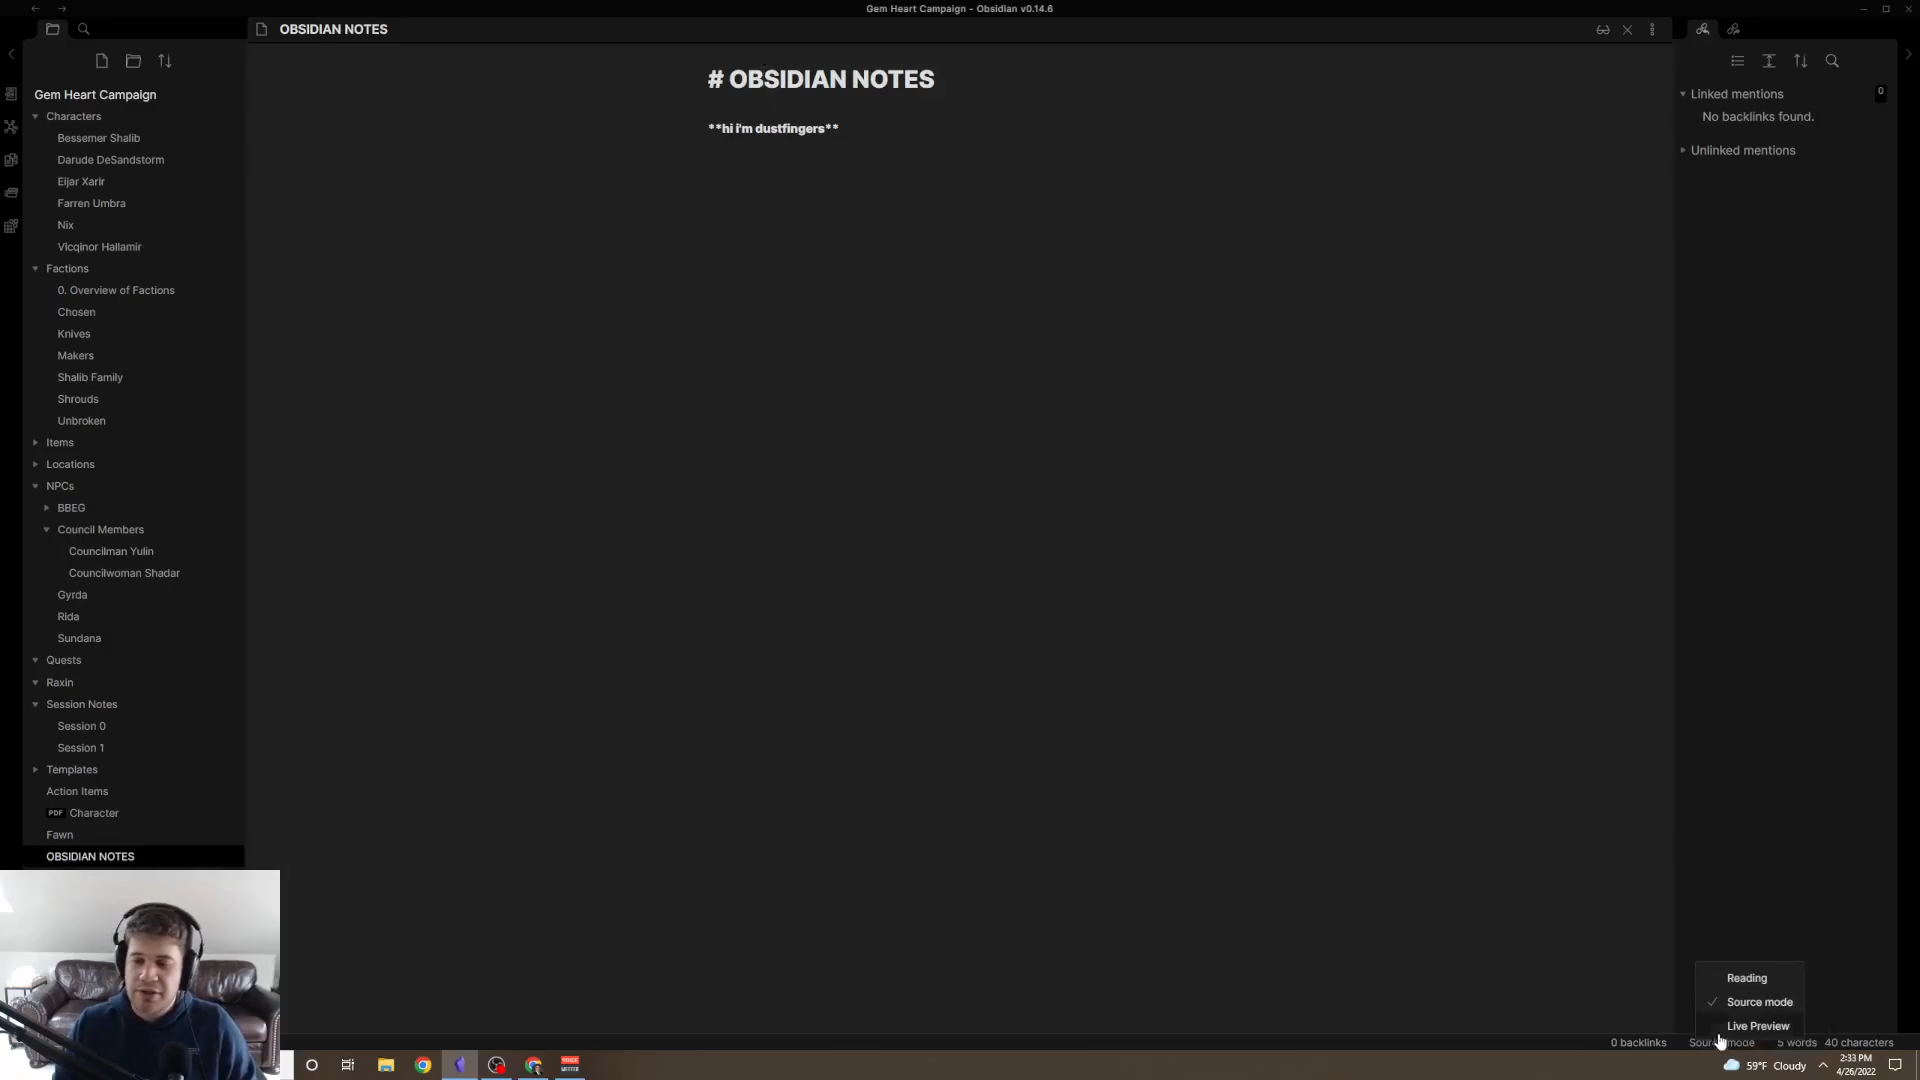 Gem Heart Campaign - Obsidian v0.14.6
OBSIDIAN NOTES
Gem Heart Campaign
Characters
Bessemer Shalib
Darude DeSandstorm
Eijar Xarir
Farren Umbra
Nix
Vicqinor Hallamir
Factions
0. Overview of Factions
Chosen
Knives
Makers
Shalib Family
Shrouds
Unbroken
Items
Locations
NPCs
BBEG
Council Members
Councilman Yulin
Councilwoman Shadar
Gyrda
Rida
Sundana
Quests
Raxin
Session Notes
Session 0
Session 1
Templates
Action Items
PDF Character
Fawn
OBSIDIAN NOTES
# OBSIDIAN NOTES
**hi i'm dustfingers**
Linked mentions 0
No backlinks found.
Unlinked mentions
Reading
Source mode
Live Preview
0 backlinks Source mode 5 words 40 characters
VOICE MEETER
59°F Cloudy
2:33 PM
4/26/2022